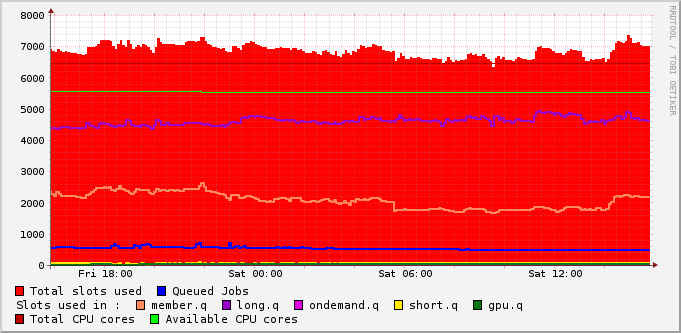 8000
7000
6000
5000
4000
3000
2000
1000
0
Fri 18:00 Sat 00:00 Sat 06:00 Sat 12:00
Total slots used Queued Jobs
Slots used in : member.q long.q ondemand.q short.q gpu.q
Total CPU cores Available CPU cores
RRDTOOL / TOBI OETIKER